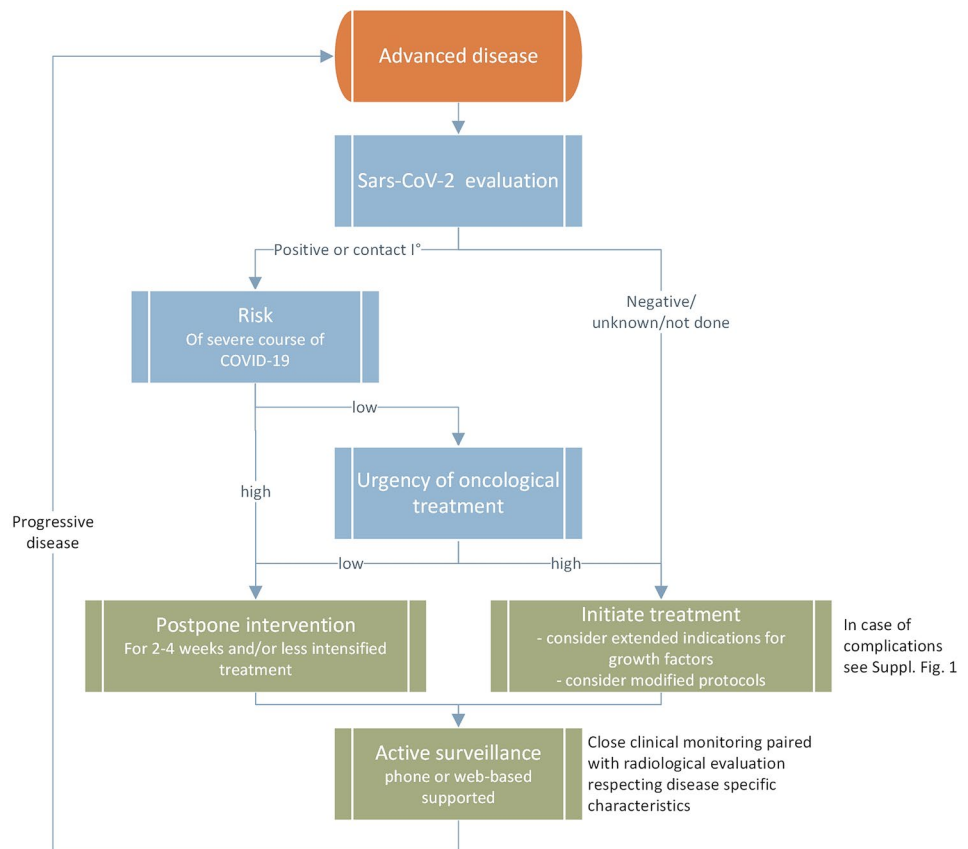 Advanced disease
Sars-CoV-2 evaluation
Positive or contact I°
Negative/
unknown/not done
Risk
Of severe course of
COVID-19
low
Urgency of oncological
treatment
high
Progressive
disease
low
high
Postpone intervention
For 2-4 weeks and/or less intensified
treatment
Initiate treatment
- consider extended indications for
growth factors
- consider modified protocols
In case of
complications
see Suppl. Fig. 1
Active surveillance
phone or web-based
supported
Close clinical monitoring paired
with radiological evaluation
respecting disease specific
characteristics